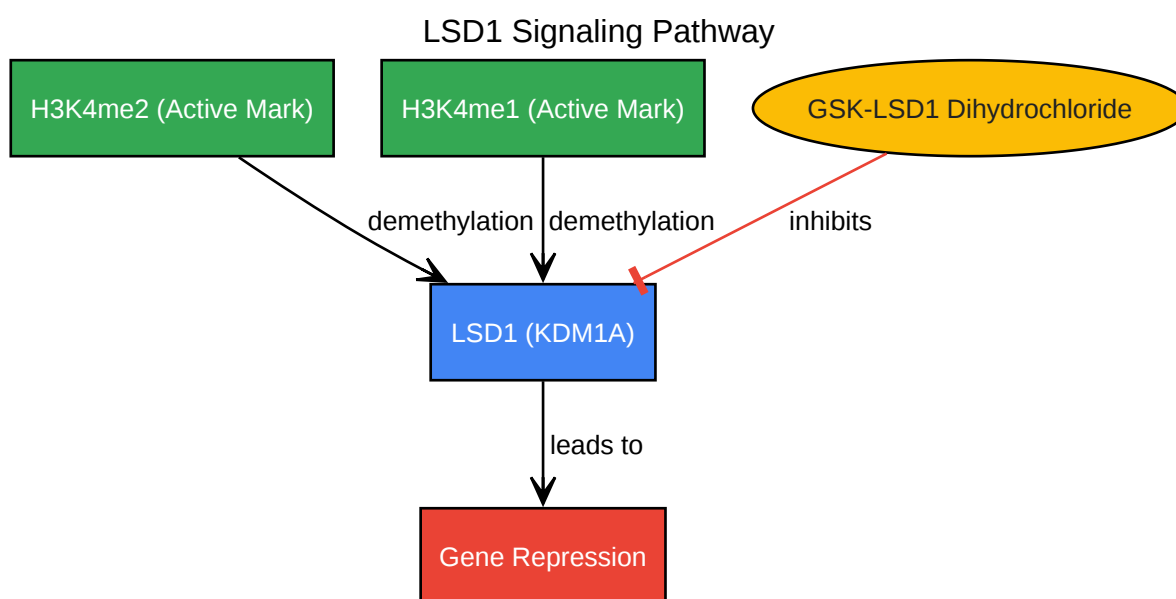 LSD1 Signaling Pathway
H3K4me2 (Active Mark)
H3K4me1 (Active Mark)
GSK-LSD1 Dihydrochloride
demethylation
demethylation
inhibits
LSD1 (KDM1A)
leads to
Gene Repression